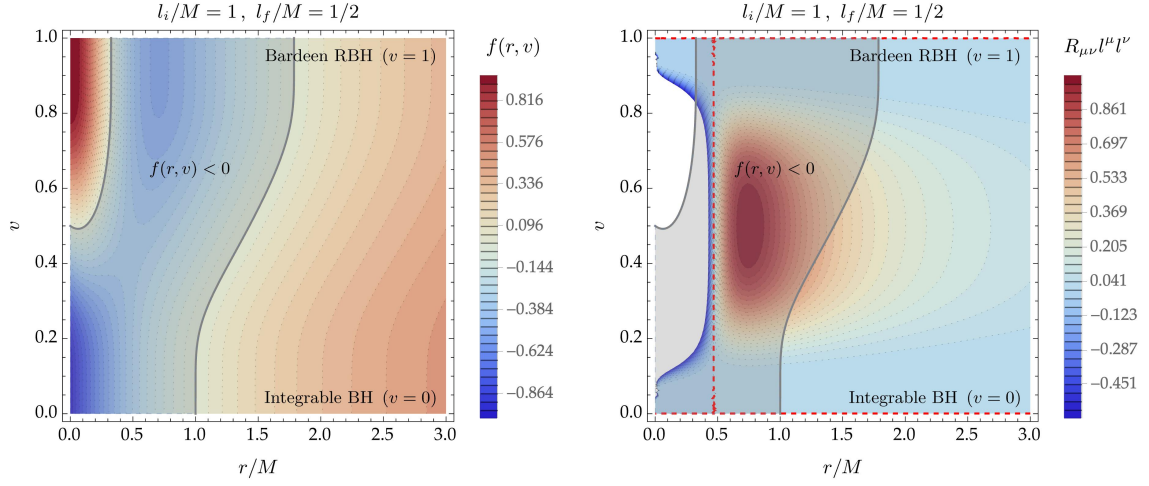 l_i/M = 1 , l_f/M = 1/2
f(r, v)
Bardeen RBH (v = 1)
f(r, v) < 0
Integrable BH (v = 0)
1.0
0.8
0.6
0.4
0.2
0.0
v
0.0 0.5 1.0 1.5 2.0 2.5 3.0
r/M
0.816
0.576
0.336
0.096
−0.144
−0.384
−0.624
−0.864
l_i/M = 1 , l_f/M = 1/2
R_{μν}l^μl^ν
Bardeen RBH (v = 1)
f(r, v) < 0
Integrable BH (v = 0)
1.0
0.8
0.6
0.4
0.2
0.0
v
0.0 0.5 1.0 1.5 2.0 2.5 3.0
r/M
0.861
0.697
0.533
0.369
0.205
0.041
−0.123
−0.287
−0.451